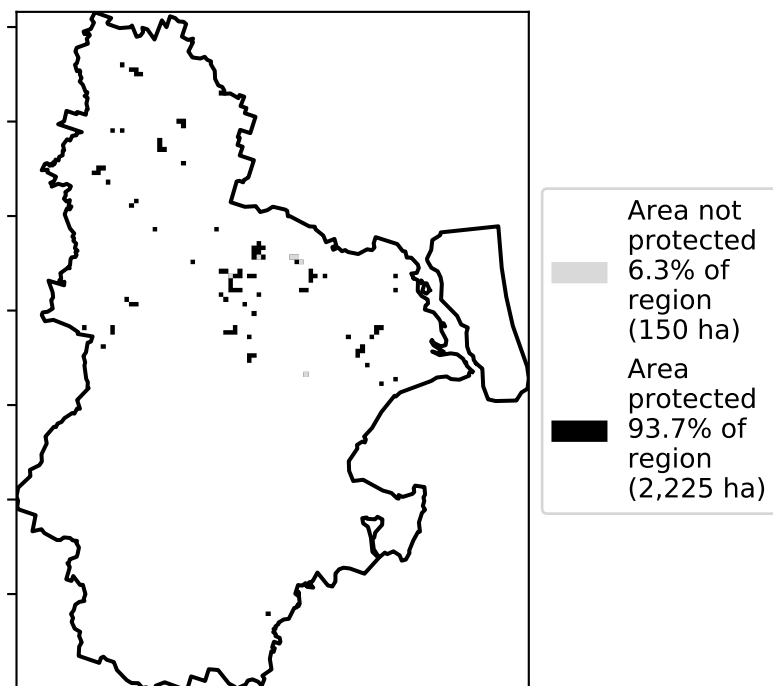 Area not
protected
6.3% of
region
(150 ha)
Area
protected
93.7% of
region
(2,225 ha)